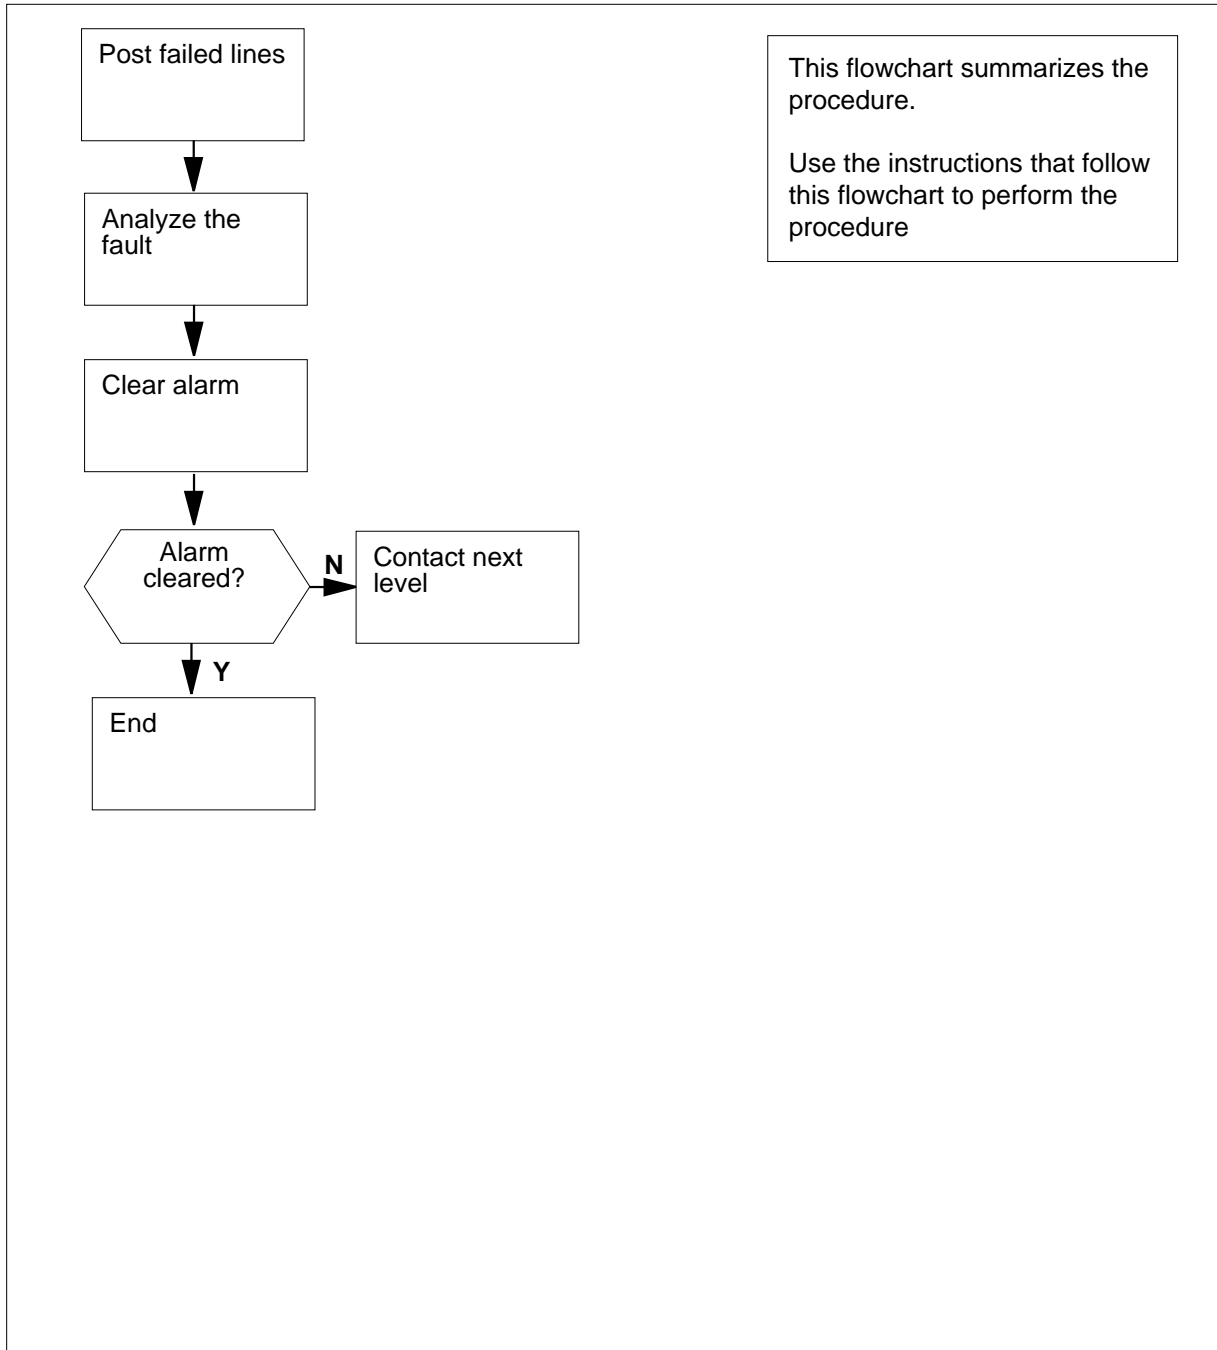 Post failed lines
This flowchart summarizes the
procedure.
Use the instructions that follow
this flowchart to perform the
procedure
Analyze the
fault
Clear alarm
Alarm
cleared?
N
Contact next
level
Y
End